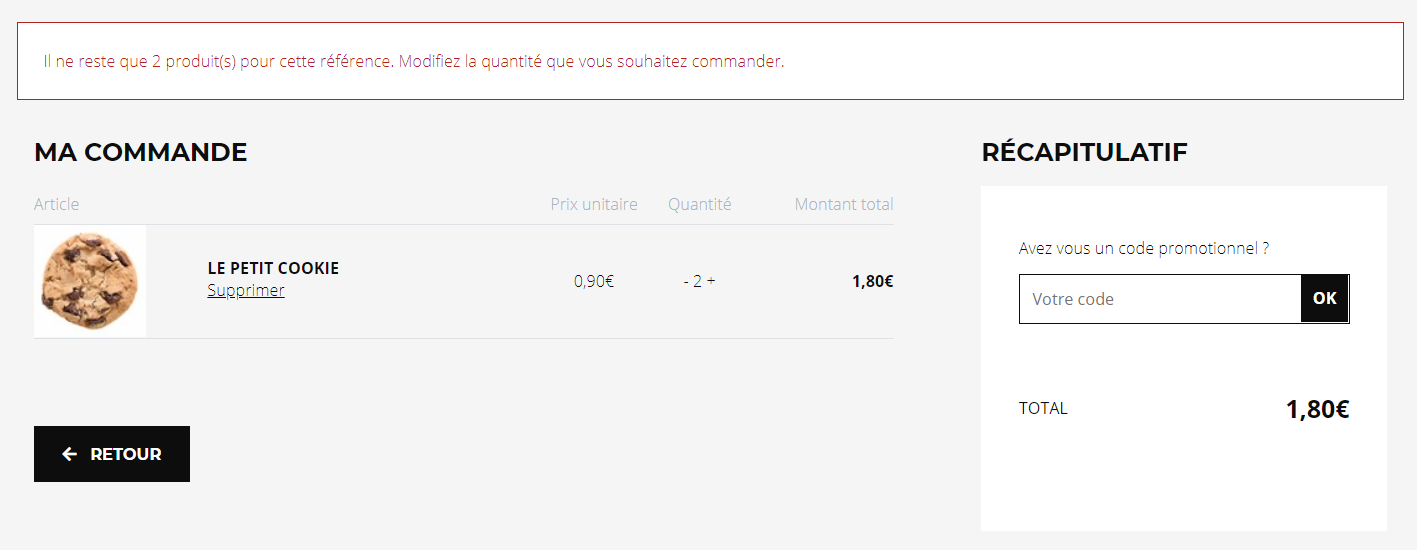 Il ne reste que 2 produit(s) pour cette référence. Modifiez la quantité que vous souhaitez commander.
MA COMMANDE
Article Prix unitaire Quantité Montant total
LE PETIT COOKIE
Supprimer
0,90€ - 2 + 1,80€
RETOUR
RÉCAPITULATIF
Avez vous un code promotionnel ?
Votre code OK
TOTAL 1,80€